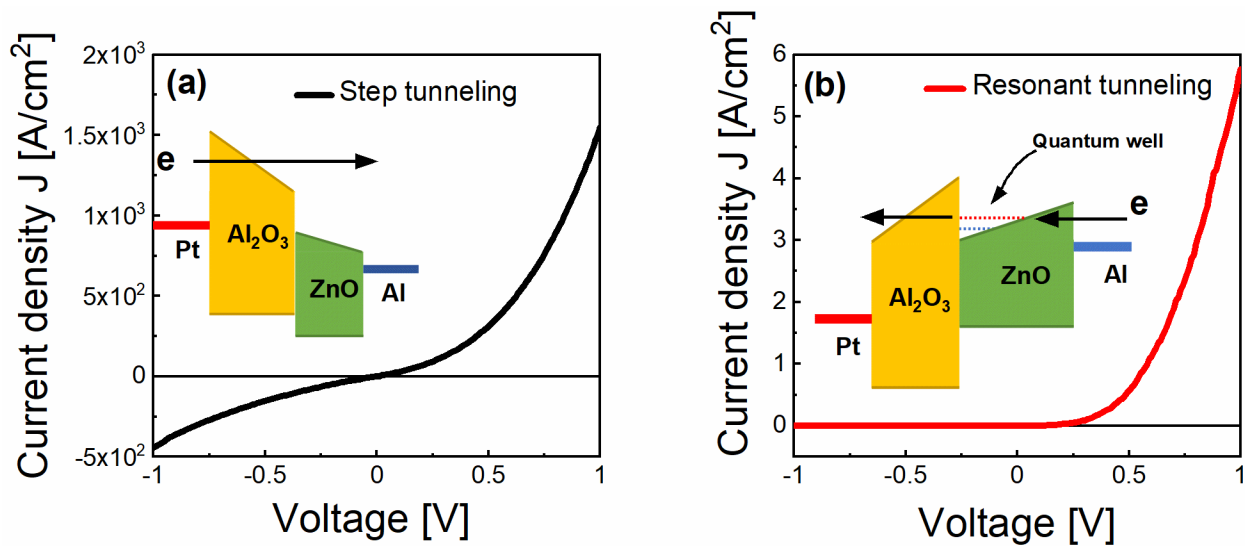 (a)
Step tunneling
Current density J [A/cm²]
2x10³
1.5x10³
1x10³
5x10²
0
-5x10²
e
Pt
Al₂O₃
ZnO
Al
-1
-0.5
0
0.5
1
Voltage [V]
(b)
Resonant tunneling
Current density J [A/cm²]
6
5
4
3
2
1
0
Quantum well
e
Al₂O₃
ZnO
Al
Pt
-1
-0.5
0
0.5
1
Voltage [V]